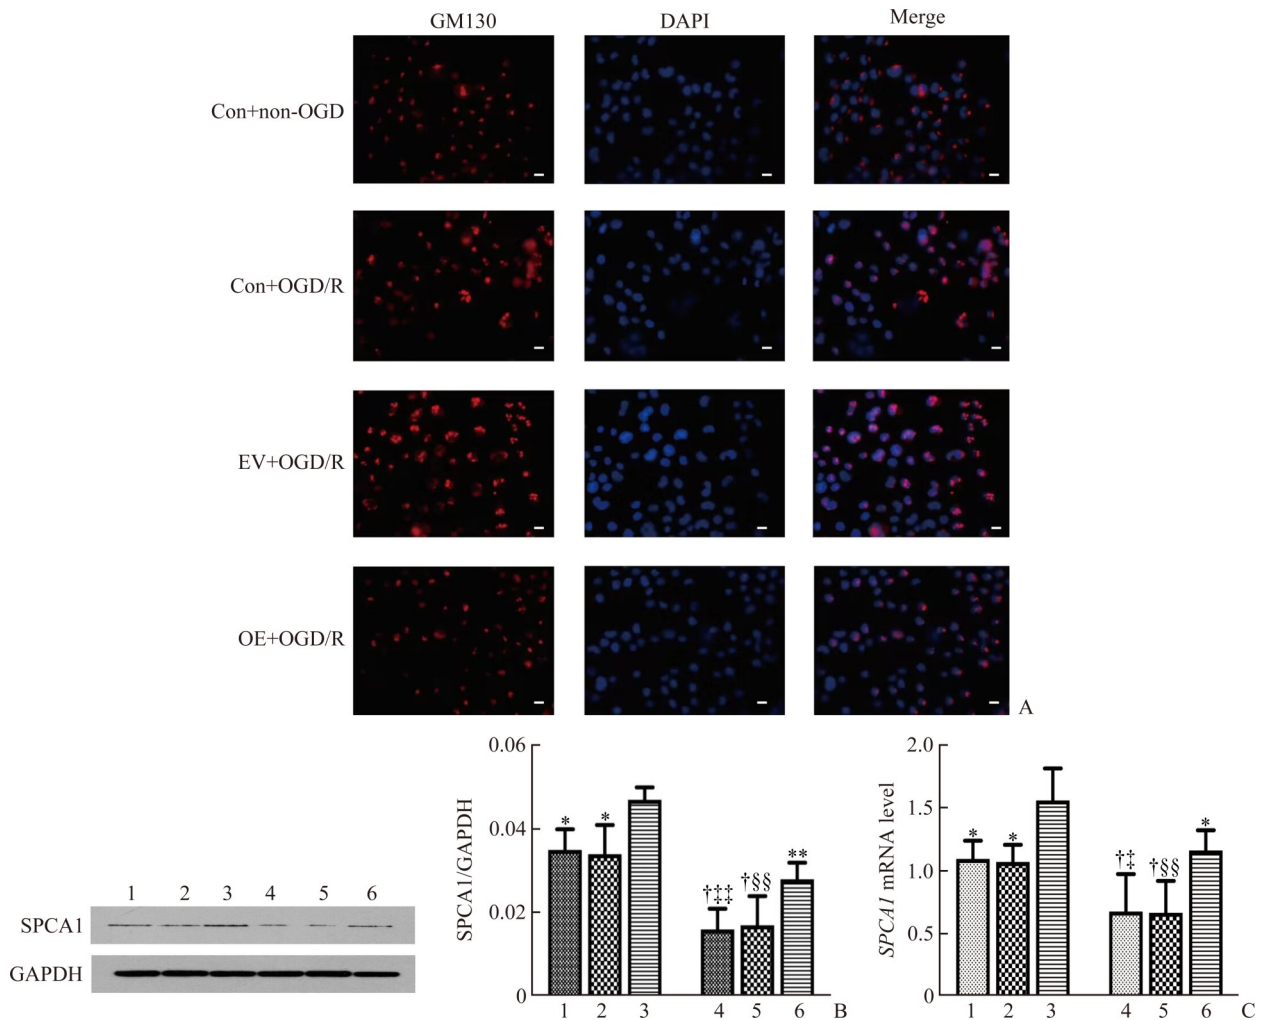 GM130 DAPI Merge
Con+non-OGD
Con+OGD/R
EV+OGD/R
OE+OGD/R
A
1 2 3 4 5 6
SPCA1
GAPDH
SPCA1/GAPDH
0.06
0.04
0.02
0
* * †‡‡‡ †§§ **
1 2 3 4 5 6 B
SPCA1 mRNA level
2.0
1.5
1.0
0.5
0
* * †‡ †§§ *
1 2 3 4 5 6 C